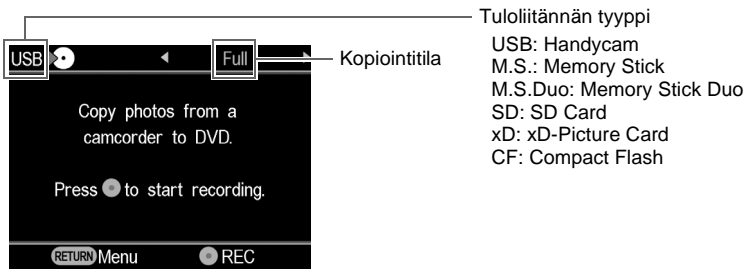 Tuloliitännän tyyppi
USB: Handycam
M.S.: Memory Stick
M.S.Duo: Memory Stick Duo
SD: SD Card
xD: xD-Picture Card
CF: Compact Flash
Kopiointitila
USB Full
Copy photos from a
camcorder to DVD.
Press to start recording.
RETURN Menu REC